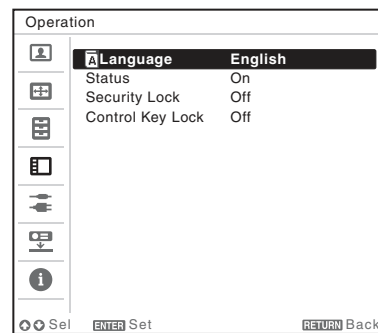 Operation
A Language English
Status On
Security Lock Off
Control Key Lock Off
Sel ENTER Set RETURN Back